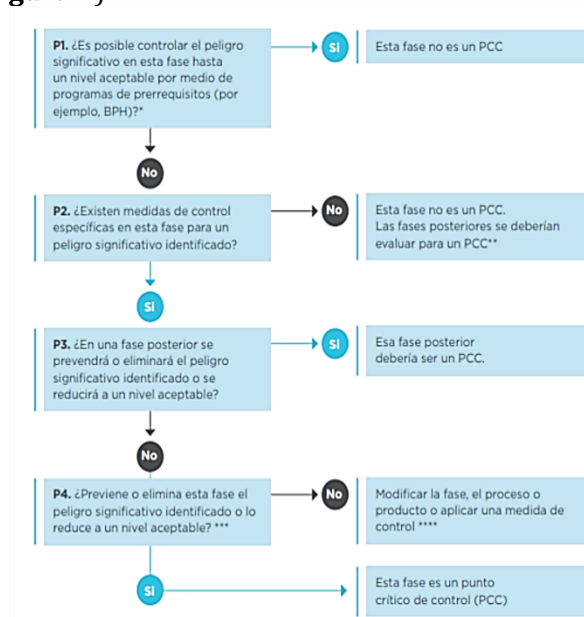 P1. ¿Es posible controlar el peligro
significativo en esta fase hasta
un nivel aceptable por medio de
programas de prerrequisitos (por
ejemplo, BPH)?*
Si
Esta fase no es un PCC
No
P2. ¿Existen medidas de control
específicas en esta fase para un
peligro significativo identificado?
No
Esta fase no es un PCC.
Las fases posteriores se deberían
evaluar para un PCC**
Si
P3. ¿En una fase posterior se
prevendrá o eliminará el peligro
significativo identificado o se
reducirá a un nivel aceptable?
Si
Esa fase posterior
debería ser un PCC.
No
P4. ¿Previene o elimina esta fase el
peligro significativo identificado o lo
reduce a un nivel aceptable? ***
No
Modificar la fase, el proceso o
producto o aplicar una medida de
control ****
Si
Esta fase es un punto
crítico de control (PCC)